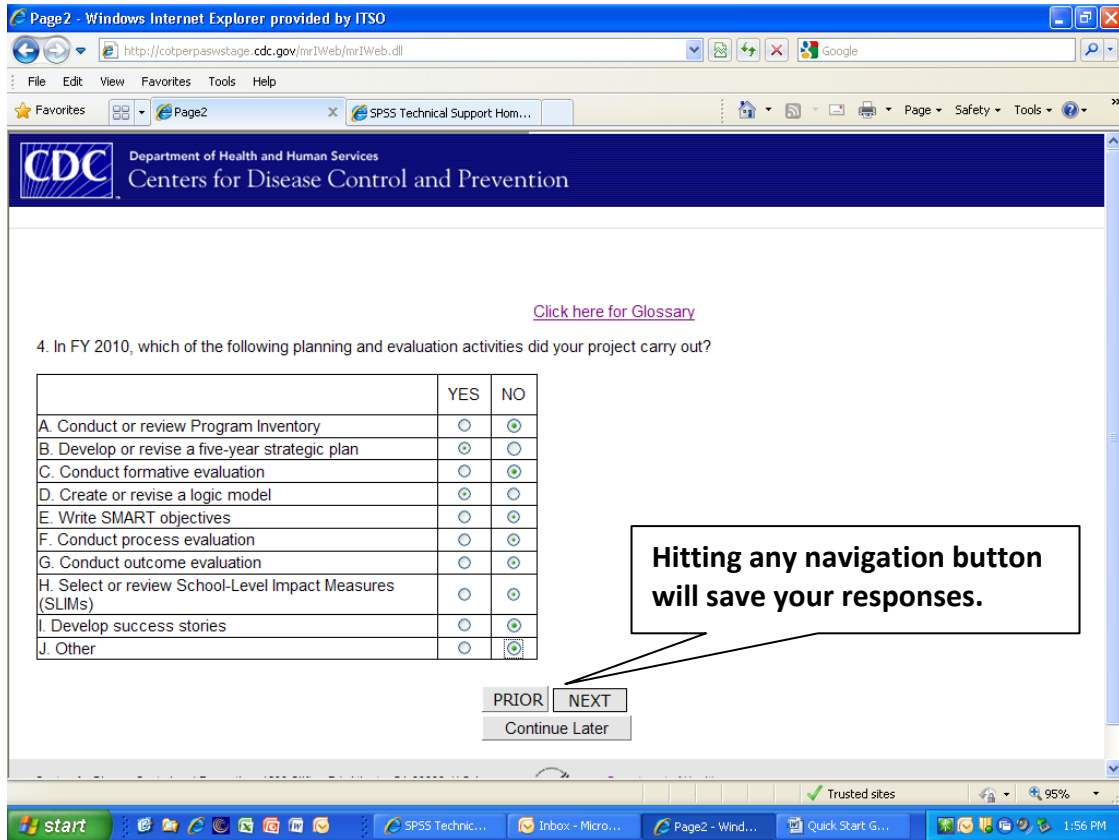 Page2 - Windows Internet Explorer provided by ITSO
http://cotperpaswstage.cdc.gov/mrIWeb/mrIWeb.dll
Google
File Edit View Favorites Tools Help
Favorites
Page2
SPSS Technical Support Hom...
Page Safety Tools
CDC
Department of Health and Human Services
Centers for Disease Control and Prevention
Click here for Glossary
4. In FY 2010, which of the following planning and evaluation activities did your project carry out?
YES NO
A. Conduct or review Program Inventory
B. Develop or revise a five-year strategic plan
C. Conduct formative evaluation
D. Create or revise a logic model
E. Write SMART objectives
F. Conduct process evaluation
G. Conduct outcome evaluation
H. Select or review School-Level Impact Measures
(SLIMs)
I. Develop success stories
J. Other
Hitting any navigation button
will save your responses.
PRIOR NEXT
Continue Later
Trusted sites
95%
start
SPSS Technic...
Inbox - Micro...
Page2 - Wind...
Quick Start G...
1:56 PM